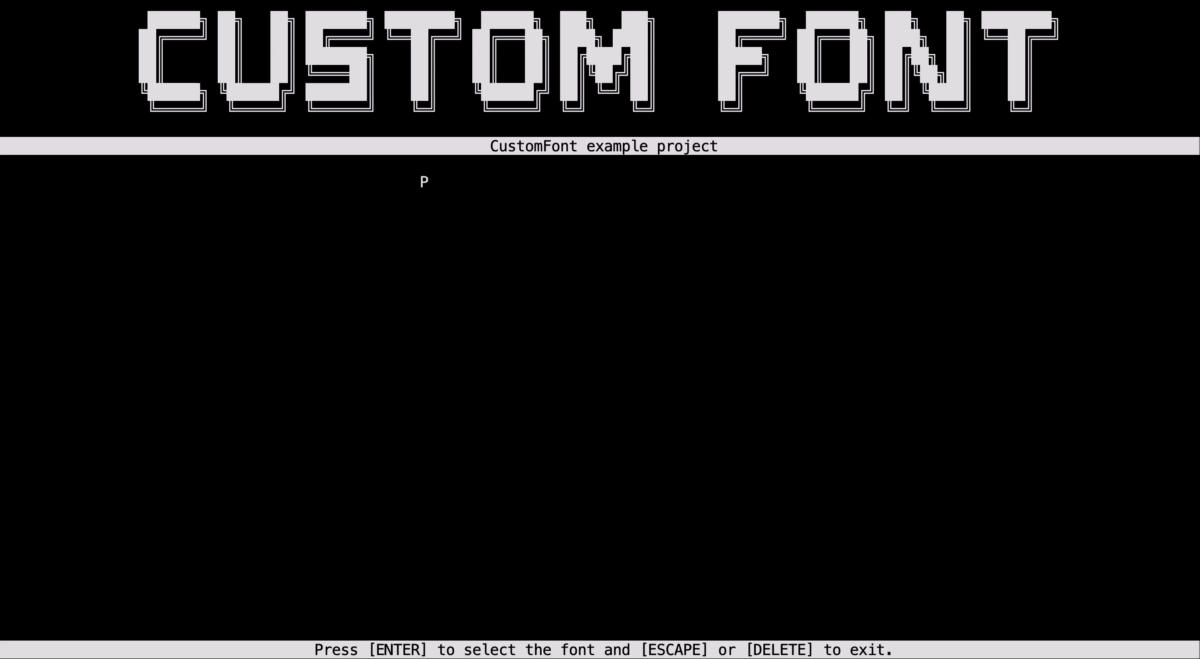 CUSTOM FONT
CustomFont example project
P
Press [ENTER] to select the font and [ESCAPE] or [DELETE] to exit.